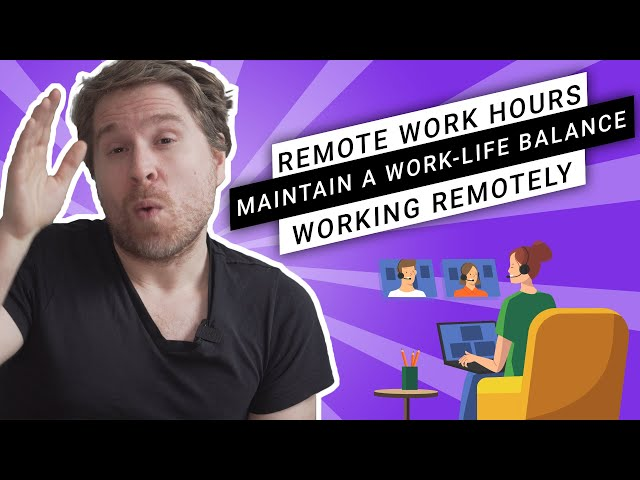 REMOTE WORK HOURS
MAINTAIN A WORK-LIFE BALANCE
WORKING REMOTELY